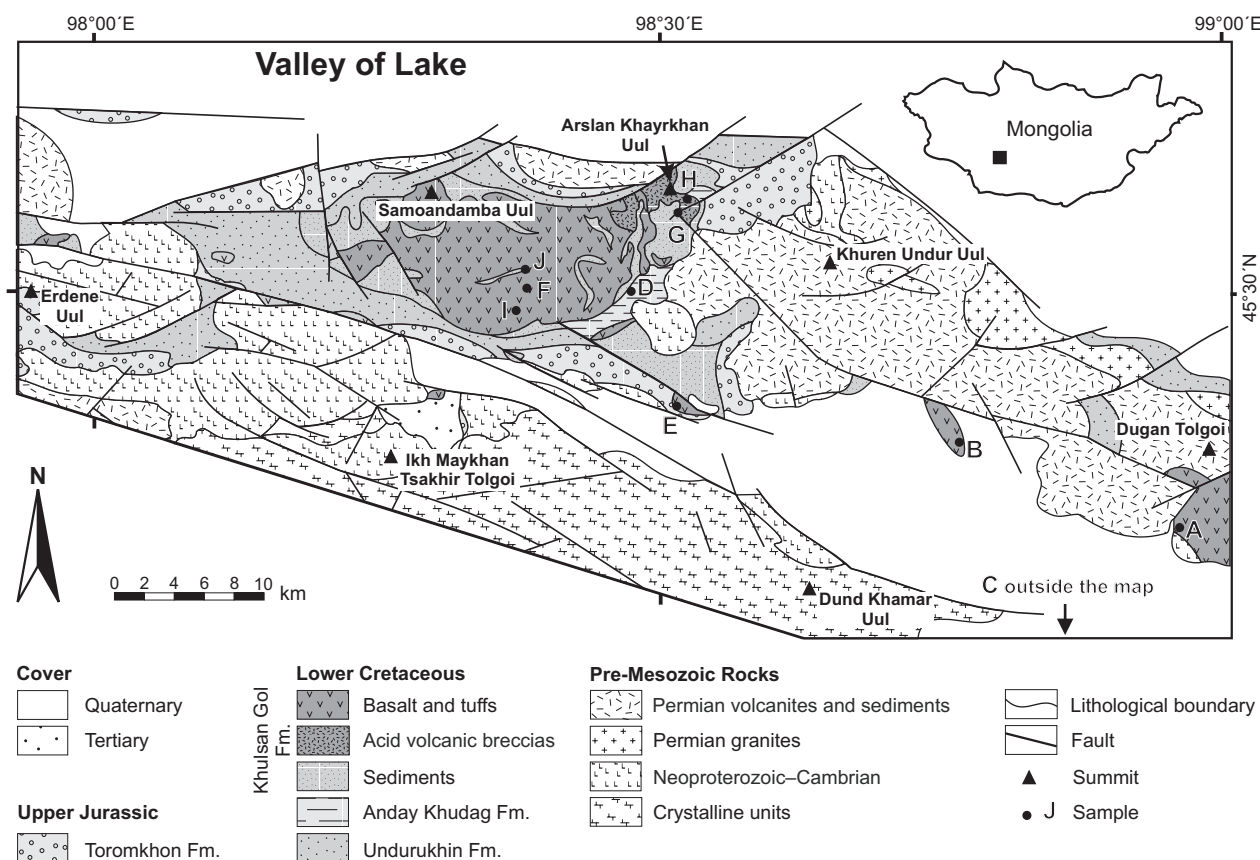 98°00´E
98°30´E
99°00´E
Valley of Lake
Mongolia
Arslan Khayrkhan
Uul
H
Samoandamba Uul
G
Khuren Undur Uul
J
F
D
I
Erdene
Uul
45°30´N
E
B
Dugan Tolgoi
Ikh Maykhan
Tsakhir Tolgoi
A
N
0 2 4 6 8 10 km
C outside the map
Dund Khamar
Uul
Cover
Quaternary
Tertiary
Upper Jurassic
Toromkhon Fm.
Khulsan Gol
Fm.
Lower Cretaceous
Basalt and tuffs
Acid volcanic breccias
Sediments
Anday Khudag Fm.
Undurukhin Fm.
Pre-Mesozoic Rocks
Permian volcanites and sediments
Permian granites
Neoproterozoic–Cambrian
Crystalline units
Lithological boundary
Fault
Summit
J Sample